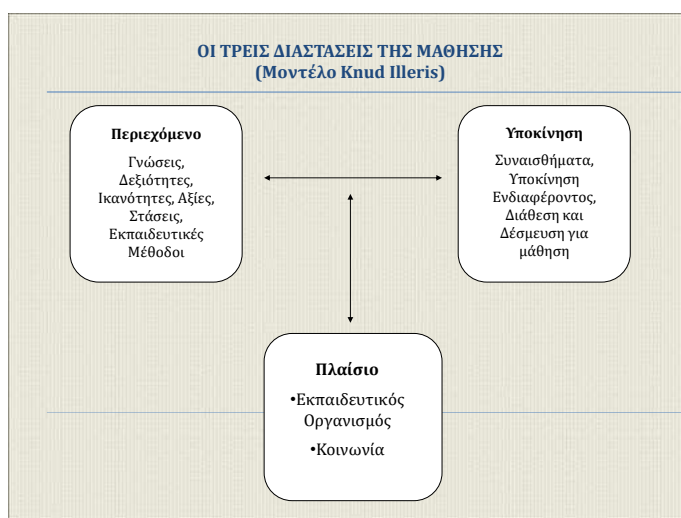 ΟΙ ΤΡΕΙΣ ΔΙΑΣΤΑΣΕΙΣ ΤΗΣ ΜΑΘΗΣΗΣ
(Μοντέλο Knud Illeris)
Περιεχόμενο
Γνώσεις,
Δεξιότητες,
Ικανότητες, Αξίες,
Στάσεις,
Εκπαιδευτικές
Μέθοδοι
Υποκίνηση
Συναισθήματα,
Υποκίνηση
Ενδιαφέροντος,
Διάθεση και
Δέσμευση για
μάθηση
Πλαίσιο
•Εκπαιδευτικός
Οργανισμός
•Κοινωνία